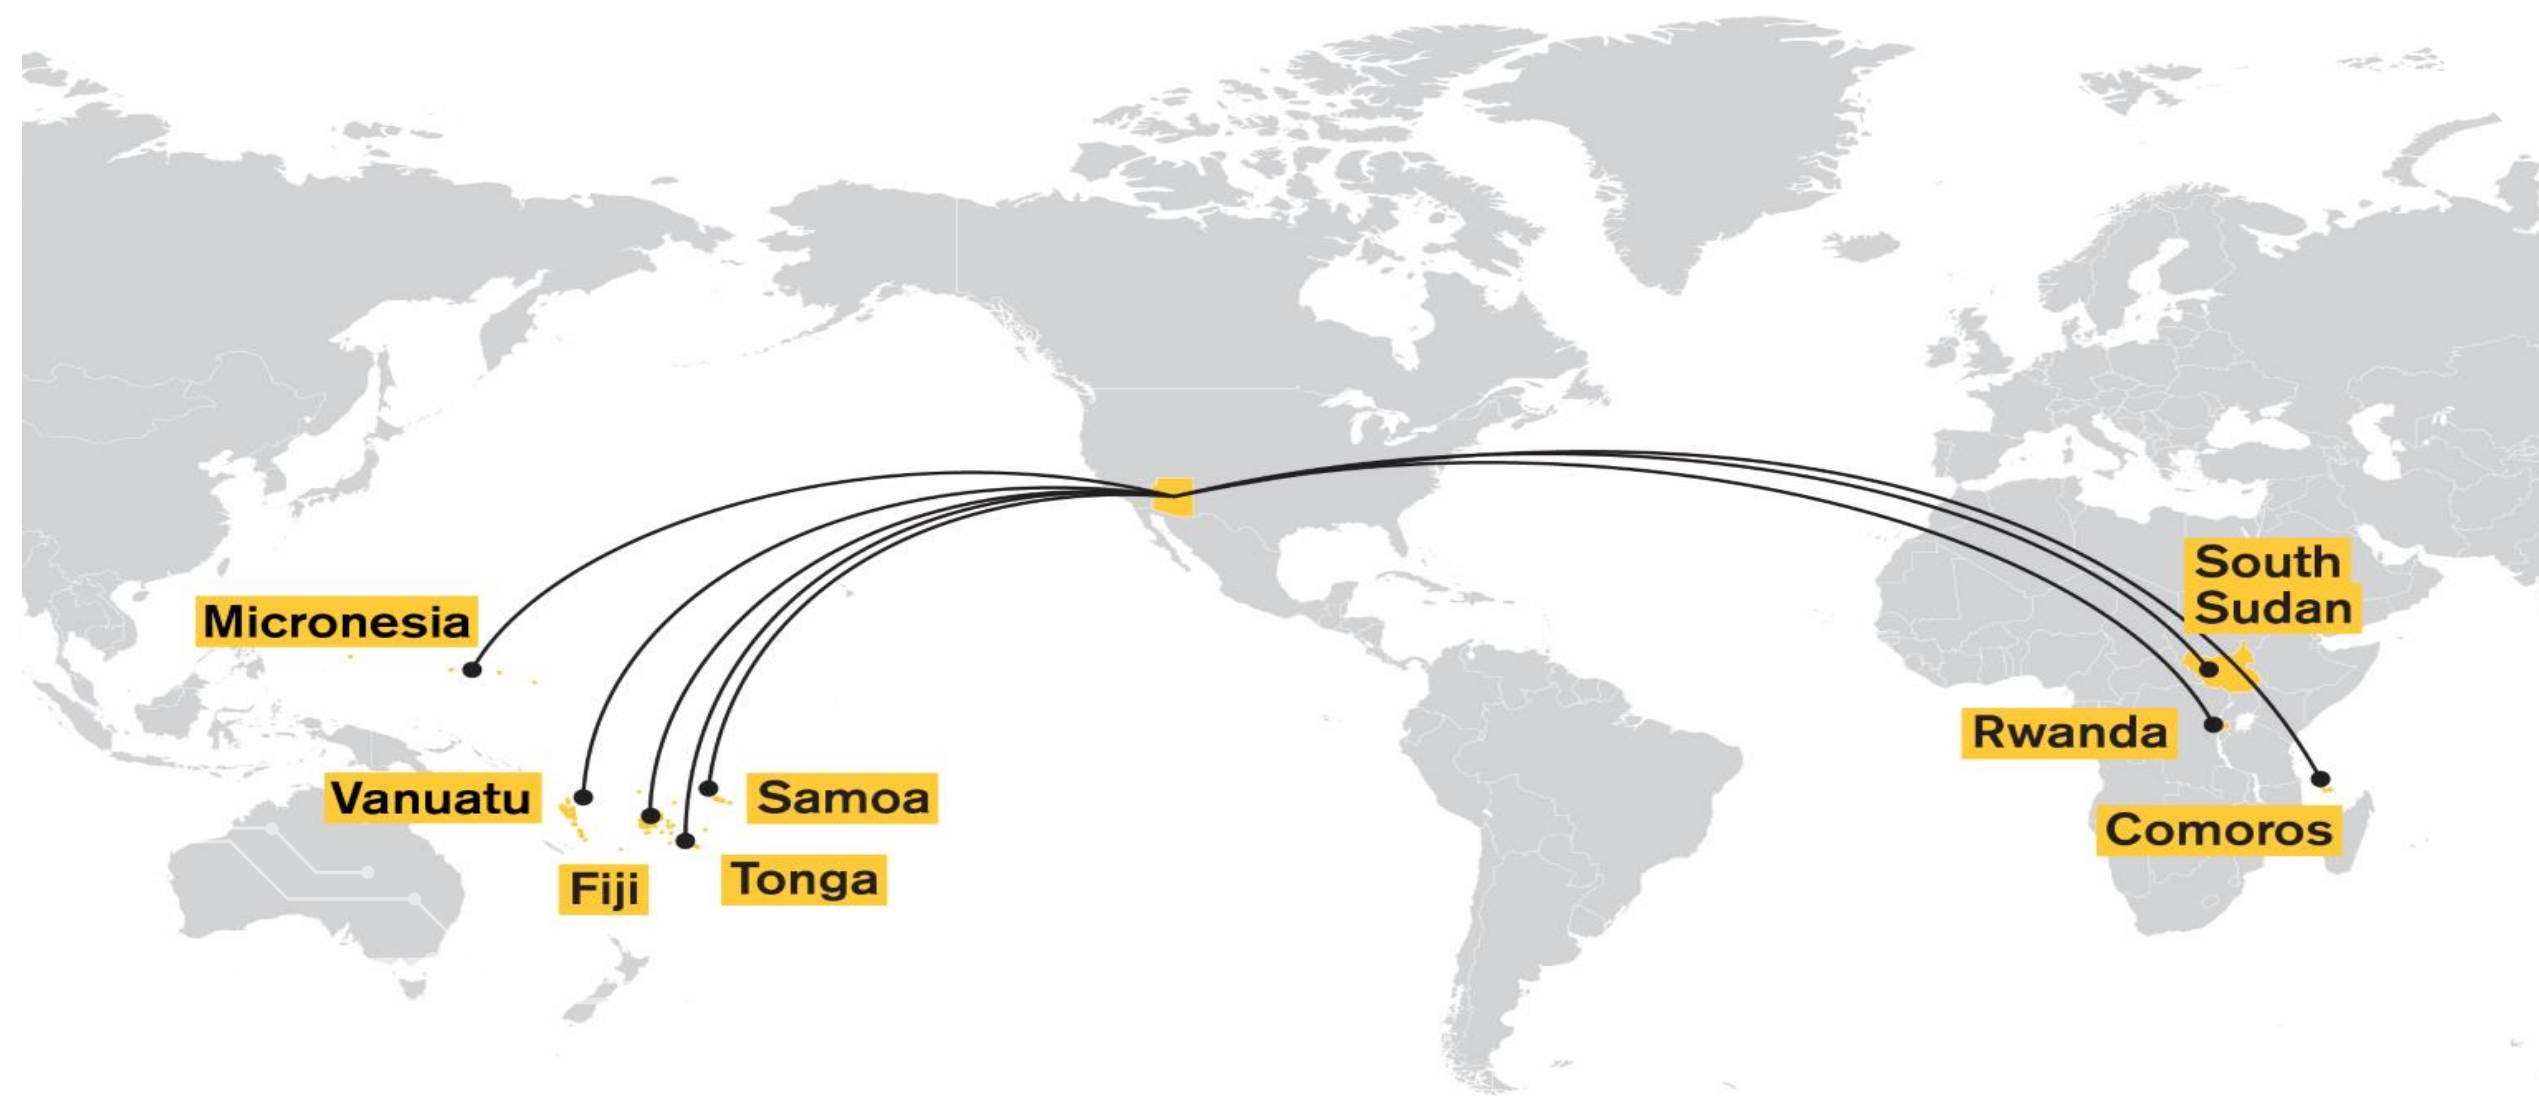 South
Sudan
Micronesia
Rwanda
Vanuatu
Samoa
Comoros
Fiji
Tonga